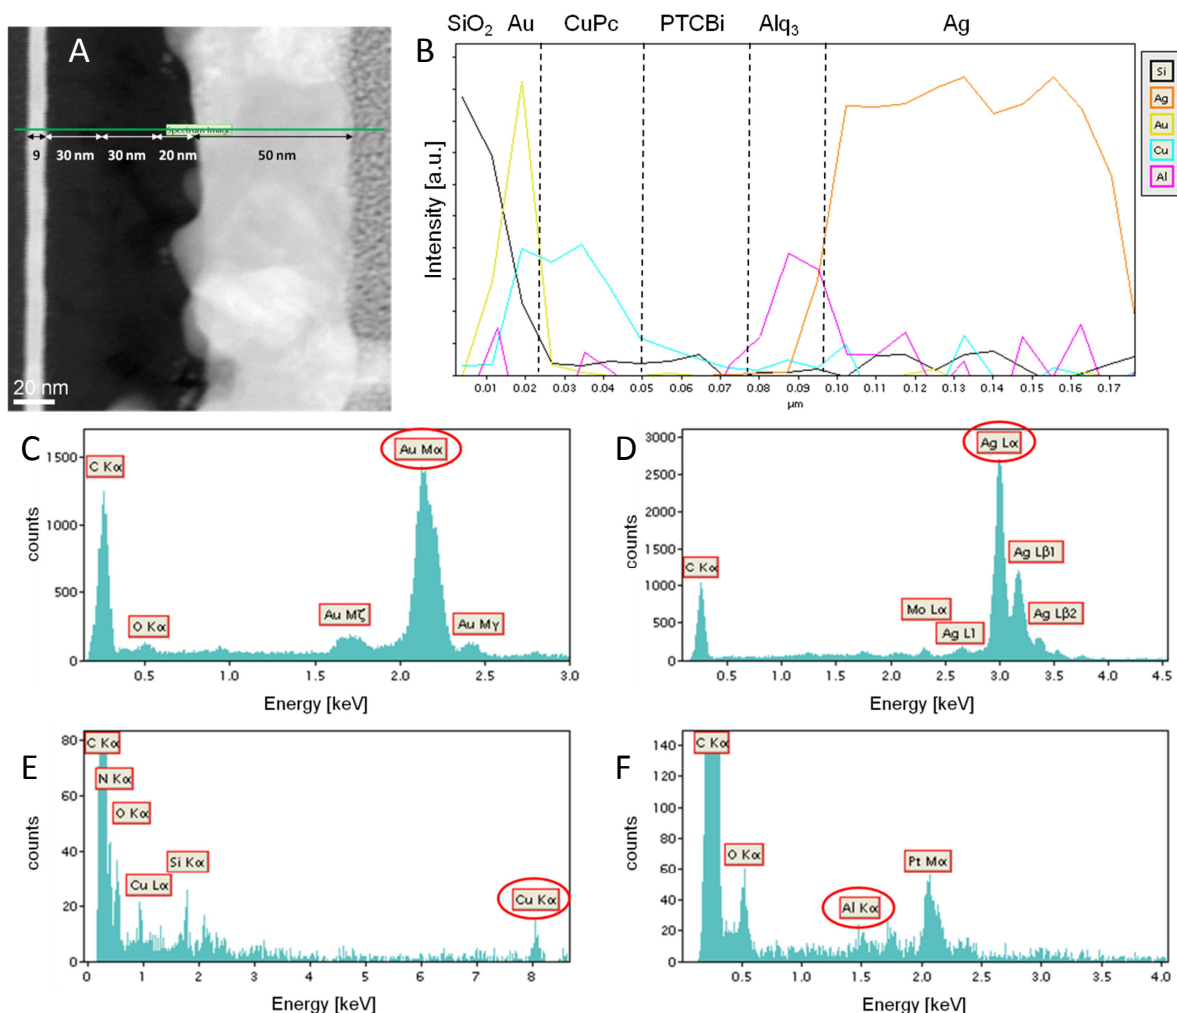 SiO2 Au CuPc PTCBi Alq3 Ag
A
Spectrum Image
9 30 nm 30 nm 20 nm 50 nm
20 nm
B
Intensity [a.u.]
0.01 0.02 0.03 0.04 0.05 0.06 0.07 0.08 0.09 0.10 0.11 0.12 0.13 0.14 0.15 0.16 0.17
µm
Si
Ag
Au
Cu
Al
C
1500
1000
500
0
counts
C Kα
O Kα
Au Mζ
Au Mα
Au Mγ
0.5 1.0 1.5 2.0 2.5 3.0
Energy [keV]
D
3000
2500
2000
1500
1000
500
0
counts
C Kα
Mo Lα
Ag L1
Ag Lα
Ag Lβ1
Ag Lβ2
0.5 1.0 1.5 2.0 2.5 3.0 3.5 4.0 4.5
Energy [keV]
E
80
60
40
20
0
counts
C Kα
N Kα
O Kα
Cu Lα
Si Kα
Cu Kα
0 1 2 3 4 5 6 7 8
Energy [keV]
F
140
120
100
80
60
40
20
0
counts
C Kα
O Kα
Al Kα
Pt Mα
0.5 1.0 1.5 2.0 2.5 3.0 3.5 4.0
Energy [keV]